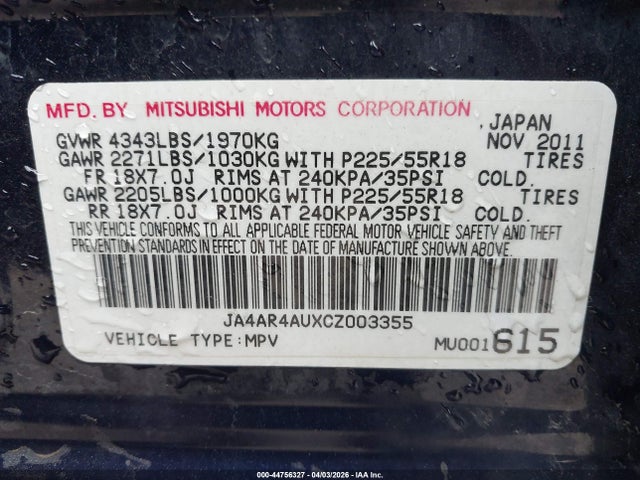 MFD. BY MITSUBISHI MOTORS CORPORATION, JAPAN
GVWR 4343LBS/1970KG NOV 2011
GAWR 2271LBS/1030KG WITH P225/55R18 TIRES
FR 18X7.0J RIMS AT 240KPA/35PSI COLD.
GAWR 2205LBS/1000KG WITH P225/55R18 TIRES
RR 18X7.0J RIMS AT 240KPA/35PSI COLD.
THIS VEHICLE CONFORMS TO ALL APPLICABLE FEDERAL MOTOR VEHICLE SAFETY AND
THEFT PREVENTION STANDARDS IN EFFECT ON THE DATE OF MANUFACTURE SHOWN ABOVE.
JA4AR4AUXCZ003355
VEHICLE TYPE:MPV MU001615
000-44756327 - 04/03/2026 - IAA Inc.